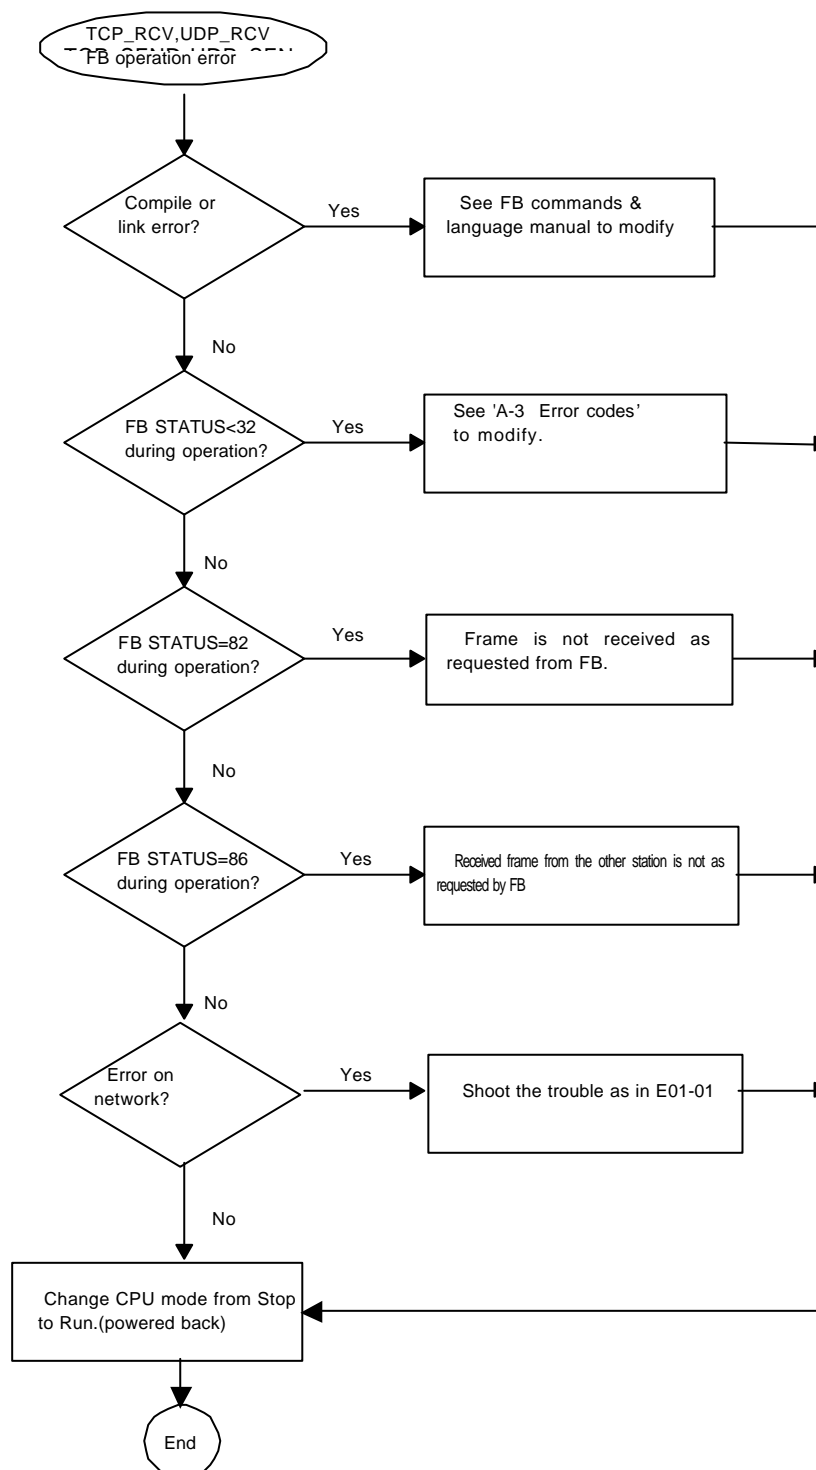 TCP_RCV,UDP_RCV
FB operation error
Compile or
link error?
Yes
See FB commands &
language manual to modify
No
FB STATUS<32
during operation?
Yes
See 'A-3 Error codes'
to modify.
No
FB STATUS=82
during operation?
Yes
Frame is not received as
requested from FB.
No
FB STATUS=86
during operation?
Yes
Received frame from the other station is not as
requested by FB
No
Error on
network?
Yes
Shoot the trouble as in E01-01
No
Change CPU mode from Stop
to Run.(powered back)
End